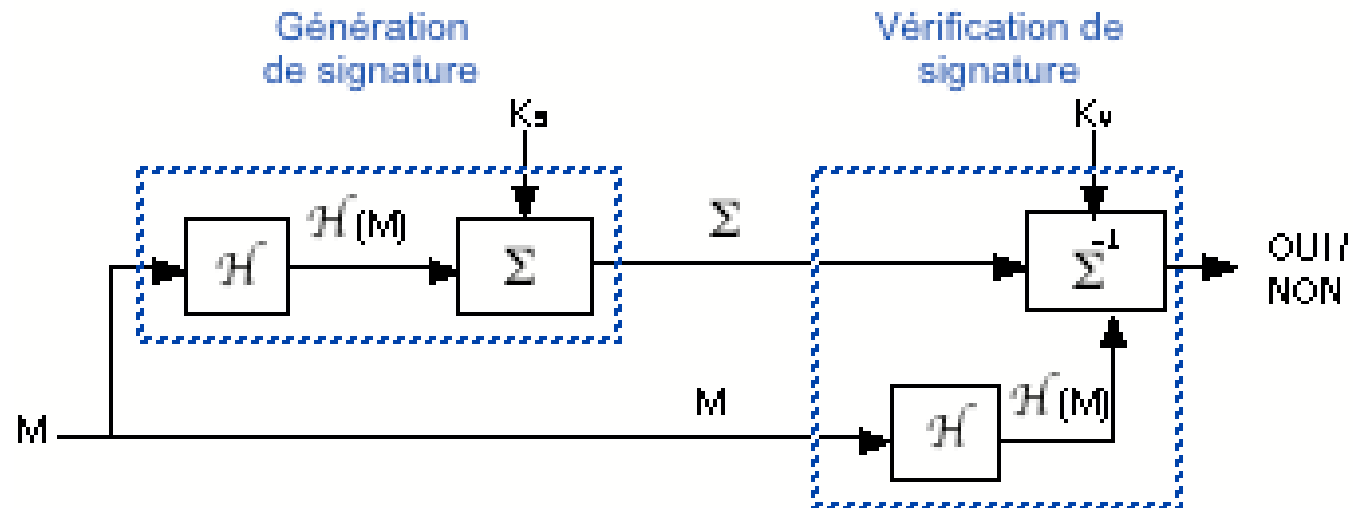 Génération
de signature
Vérification de
signature
Ks
Kv
H
H(M)
Σ
Σ
Σ⁻¹
OUI/
NON
M
M
H
H(M)